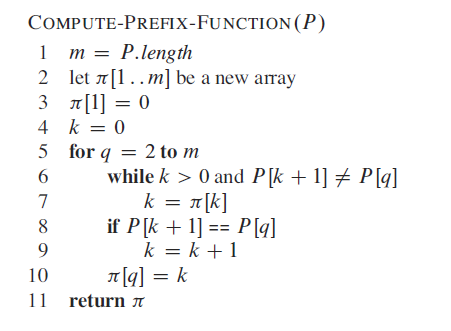 COMPUTE-PREFIX-FUNCTION(P)
1 m = P.length
2 let π[1..m] be a new array
3 π[1] = 0
4 k = 0
5 for q = 2 to m
6 while k > 0 and P[k + 1] ≠ P[q]
7 k = π[k]
8 if P[k + 1] == P[q]
9 k = k + 1
10 π[q] = k
11 return π